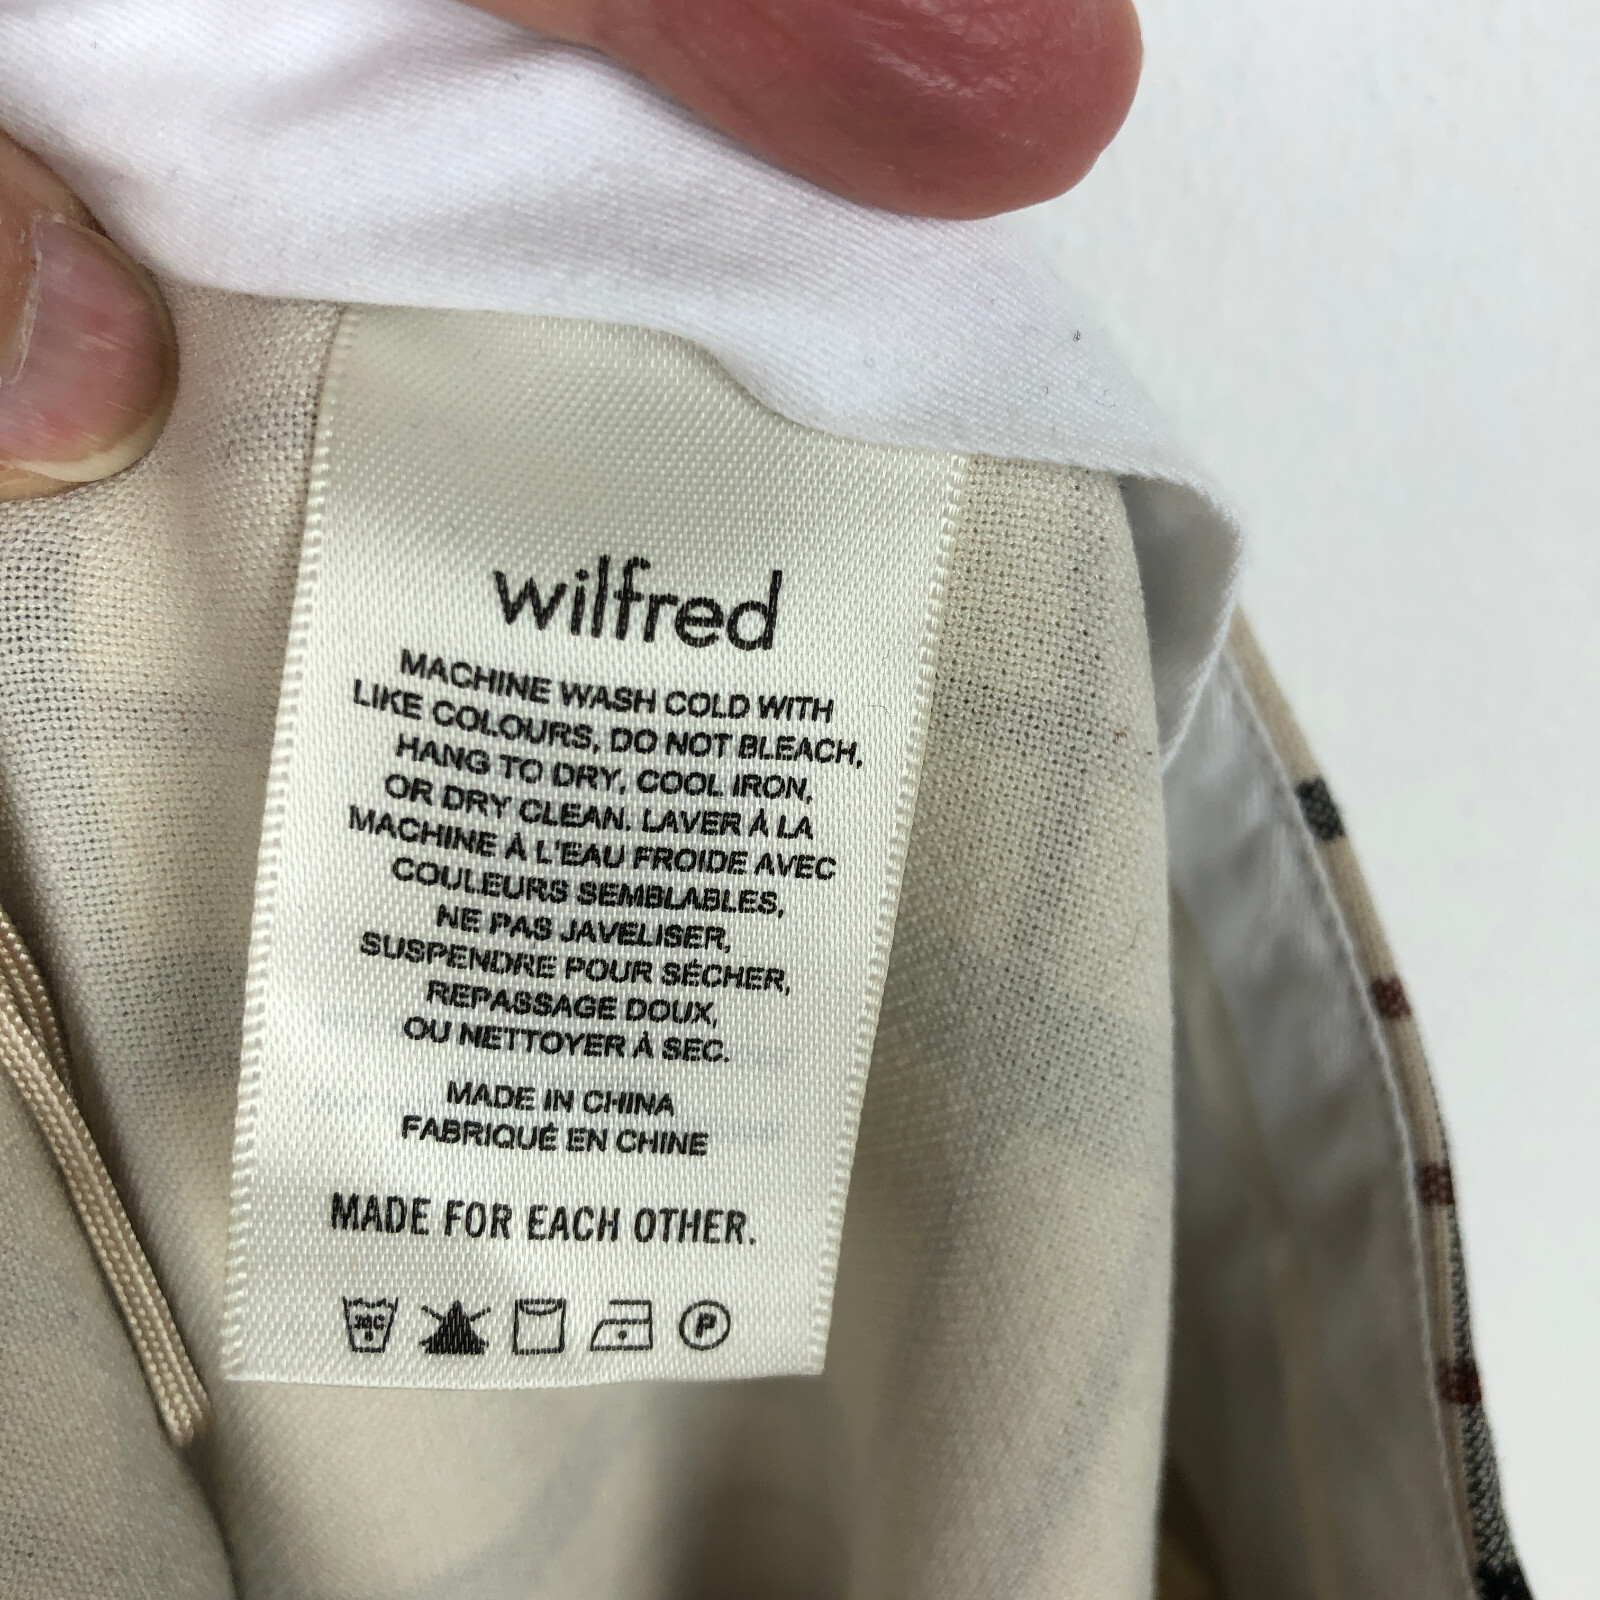 wilfred
MACHINE WASH COLD WITH
LIKE COLOURS, DO NOT BLEACH,
HANG TO DRY, COOL IRON,
OR DRY CLEAN. LAVER À LA
MACHINE À L'EAU FROIDE AVEC
COULEURS SEMBLABLES,
NE PAS JAVELISER,
SUSPENDRE POUR SÉCHER,
REPASSAGE DOUX,
OU NETTOYER À SEC.
MADE IN CHINA
FABRIQUÉ EN CHINE
MADE FOR EACH OTHER.
P